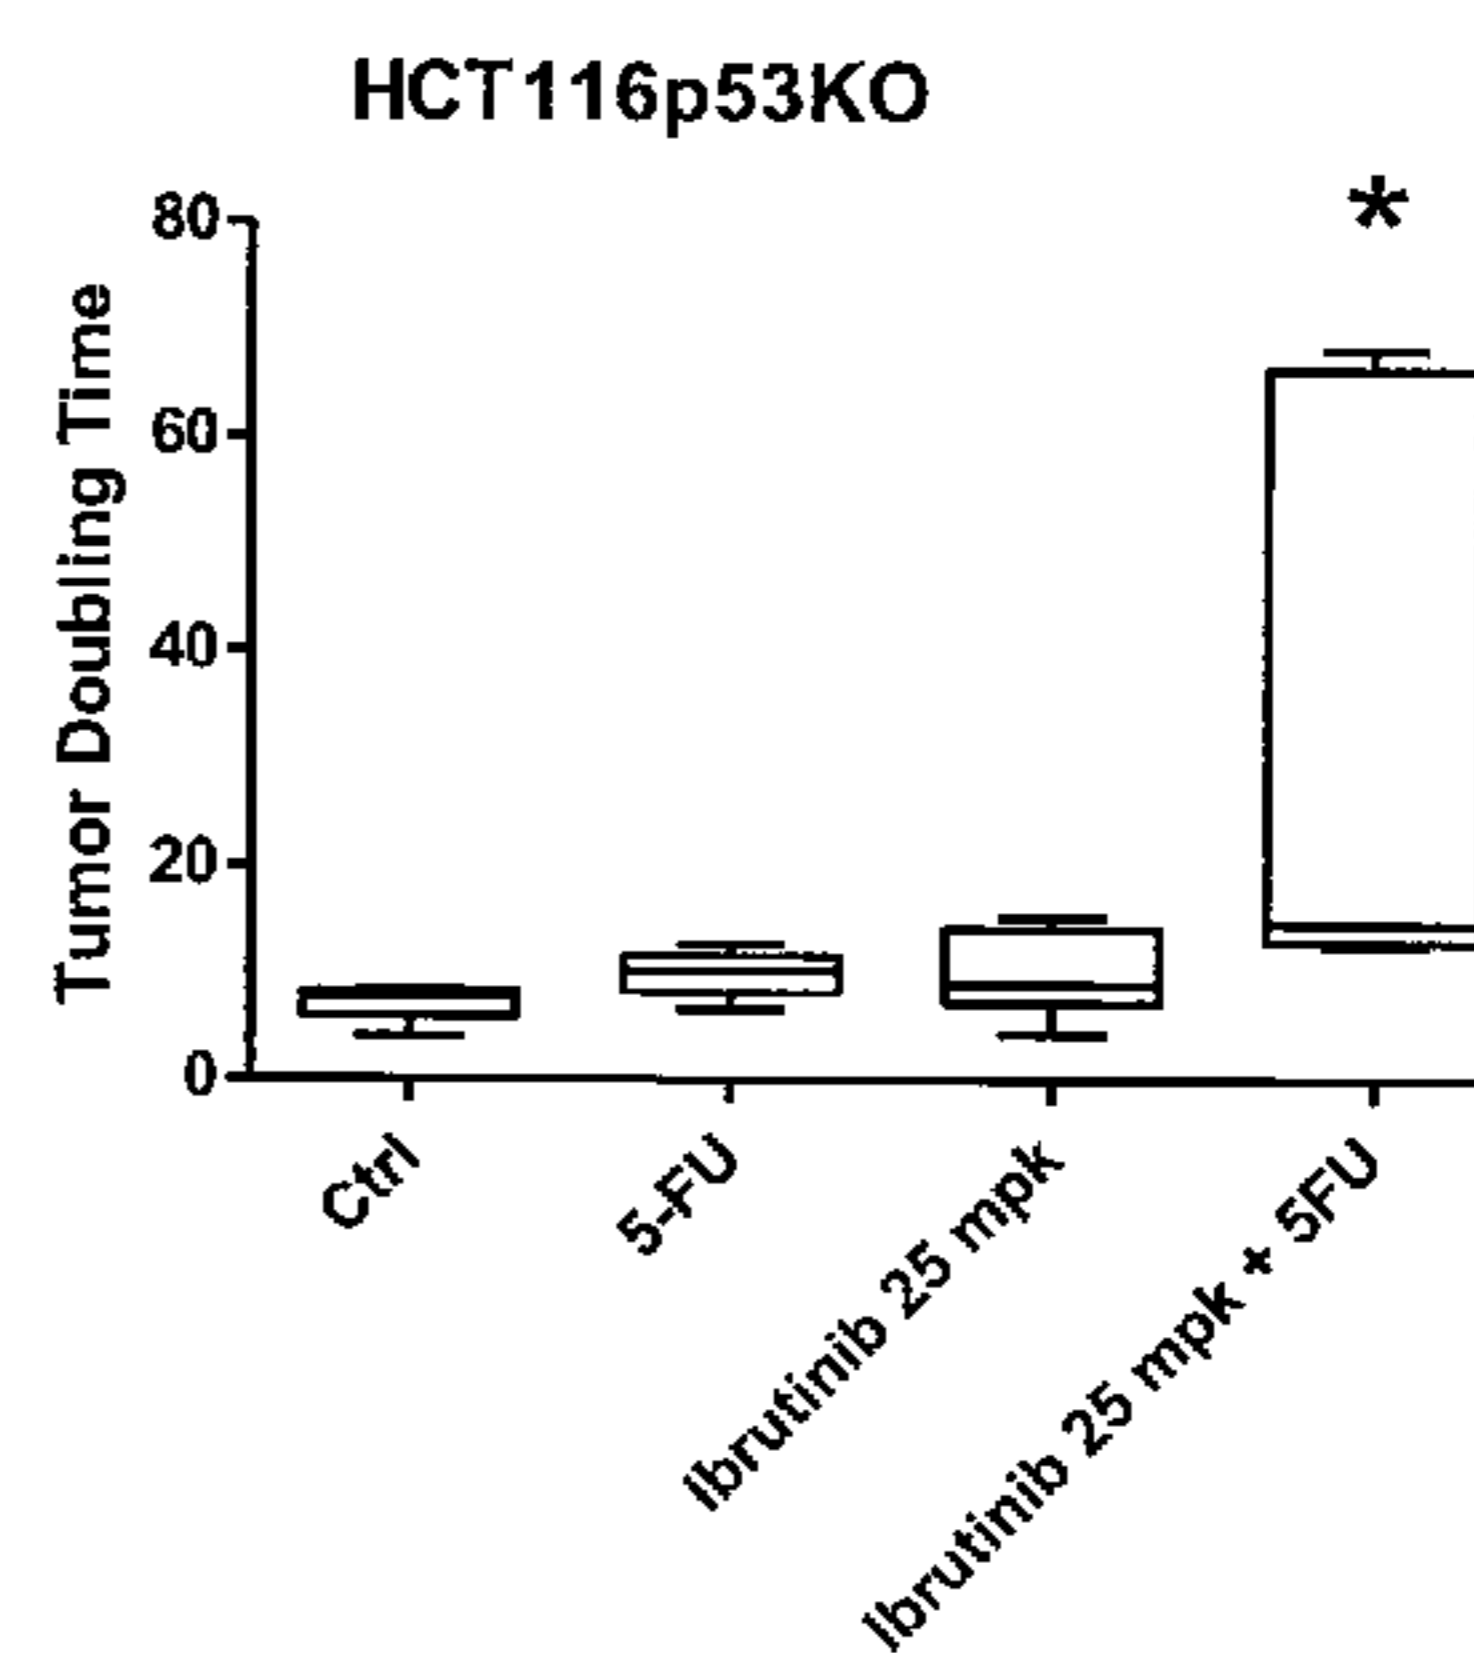 HCT116p53KO
*
Tumor Doubling Time
80
60
40
20
0
Ctrl
5-FU
Ibrutinib 25 mpk
Ibrutinib 25 mpk + 5FU